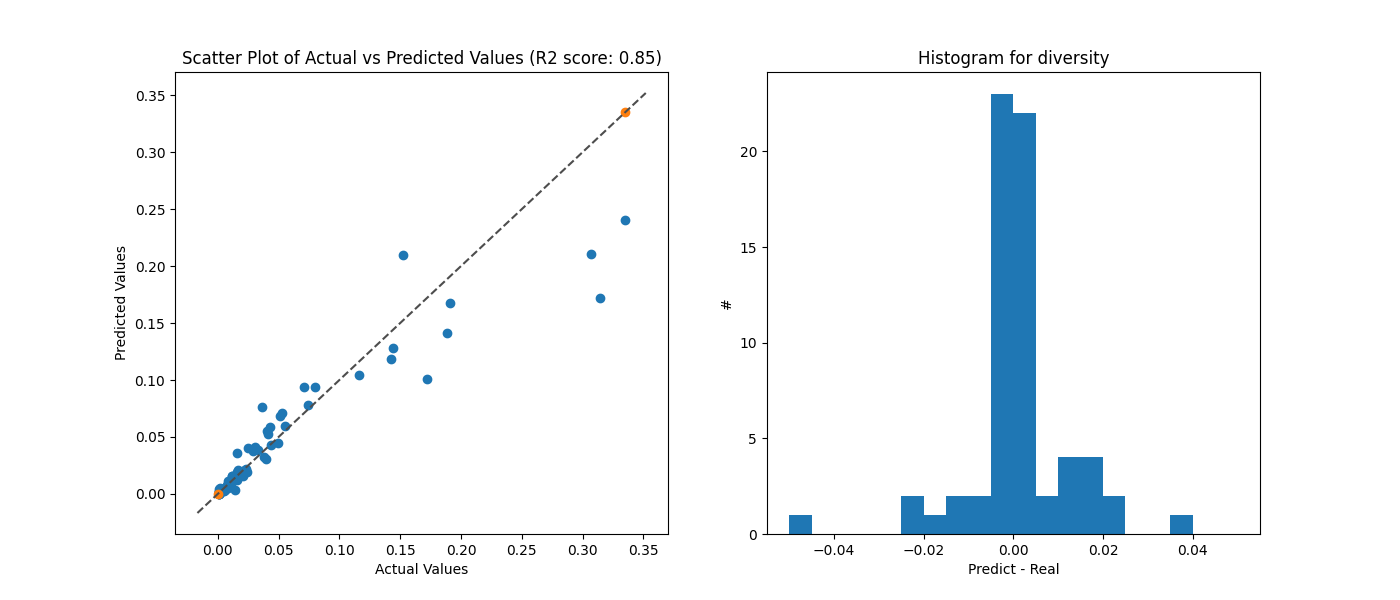 Scatter Plot of Actual vs Predicted Values (R2 score: 0.85)
0.35
0.30
0.25
0.20
0.15
0.10
0.05
0.00
Predicted Values
0.00 0.05 0.10 0.15 0.20 0.25 0.30 0.35
Actual Values
Histogram for diversity
20
15
10
5
0
#
−0.04 −0.02 0.00 0.02 0.04
Predict - Real